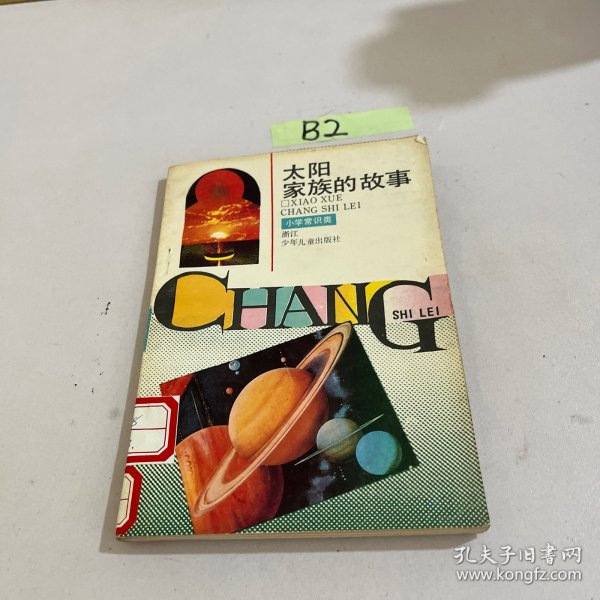 B2
太阳
家族的故事
□XIAO XUE
CHANG SHI LEI
小学常识类
浙江
少年儿童出版社
CHANG
SHI LEI
孔夫子旧书网
www.kongfz.com